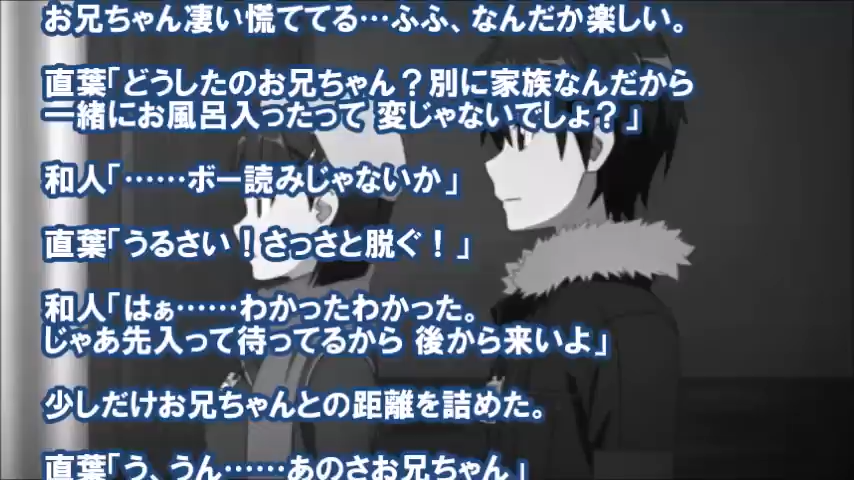 お兄ちゃん凄い慌ててる…ふふ、なんだか楽しい。
直葉「どうしたのお兄ちゃん？別に家族なんだから
一緒にお風呂入ったって 変じゃないでしょ？」
和人「……ボー読みじゃないか」
直葉「うるさい！さっさと脱ぐ！」
和人「はぁ……わかったわかった。
じゃあ先入って待ってるから 後から来いよ」
少しだけお兄ちゃんとの距離を詰めた。
直葉「う、うん……あのさお兄ちゃん」